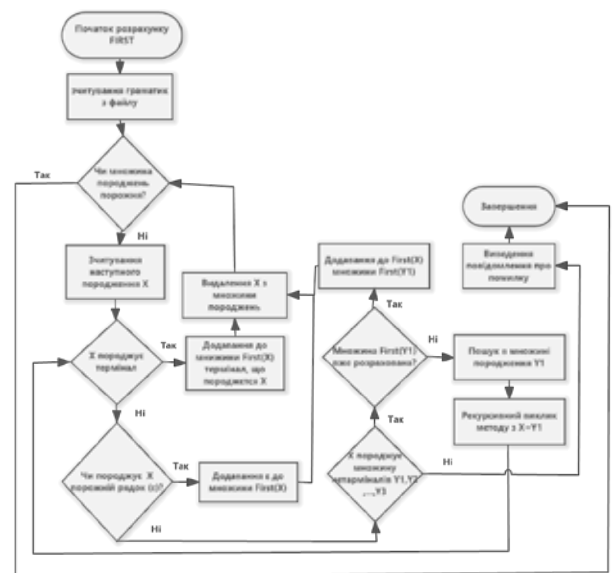 Початок розрахунку
FIRST
Зчитування граматик
з файлу
Чи множина
породжень
порожня?
Так
Ні
Зчитування
наступного
породження X
Видалення X з
множини
породжень
X породжує
термінал
Так
Додавання до
множини First(X)
термінал, що
породжується X
Ні
Чи породжує X
порожній рядок (ε)?
Так
Додавання ε до
множини First(X)
Ні
Додавання до First(X)
множини First(Y1)
Так
Множина First(Y1)
вже розрахована?
Ні
Пошук в множині
породження Y1
Рекурсивний виклик
методу з X=Y1
Так
X породжує
множину
нетерміналів Y1,Y2
,...,Y3
Ні
Завершення
Виведення
повідомлення про
помилку